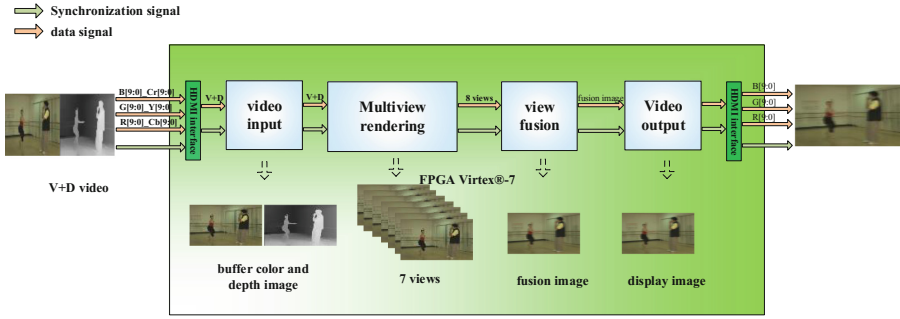 Synchronization signal
data signal
B[9:0]_Cr[9:0]
G[9:0]_Y[9:0]
R[9:0]_Cb[9:0]
HDMI interface
V+D
video
input
V+D
Multiview
rendering
8 views
view
fusion
fusion image
Video
output
HDMI interface
B[9:0]
G[9:0]
R[9:0]
V+D video
FPGA Virtex®-7
buffer color and
depth image
7 views
fusion image
display image